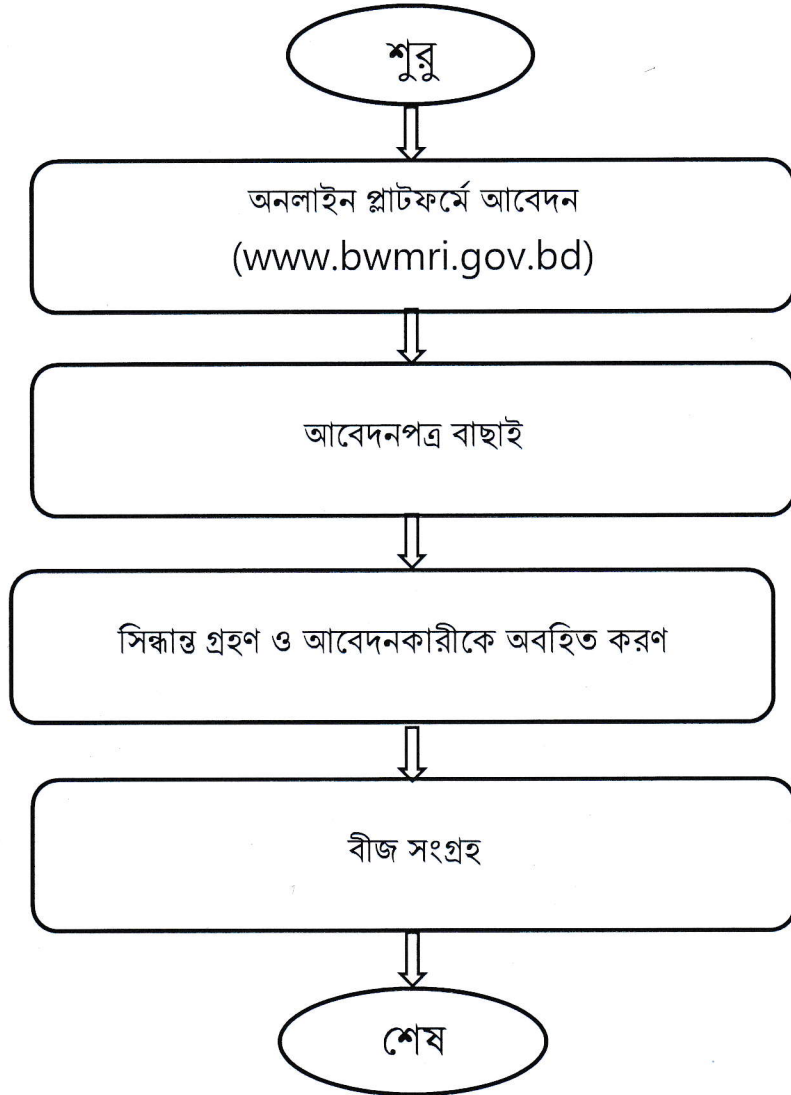 শুরু
অনলাইন প্লাটফর্মে আবেদন
(www.bwmri.gov.bd)
আবেদনপত্র বাছাই
সিন্ধান্ত গ্রহণ ও আবেদনকারীকে অবহিত করণ
বীজ সংগ্রহ
শেষ